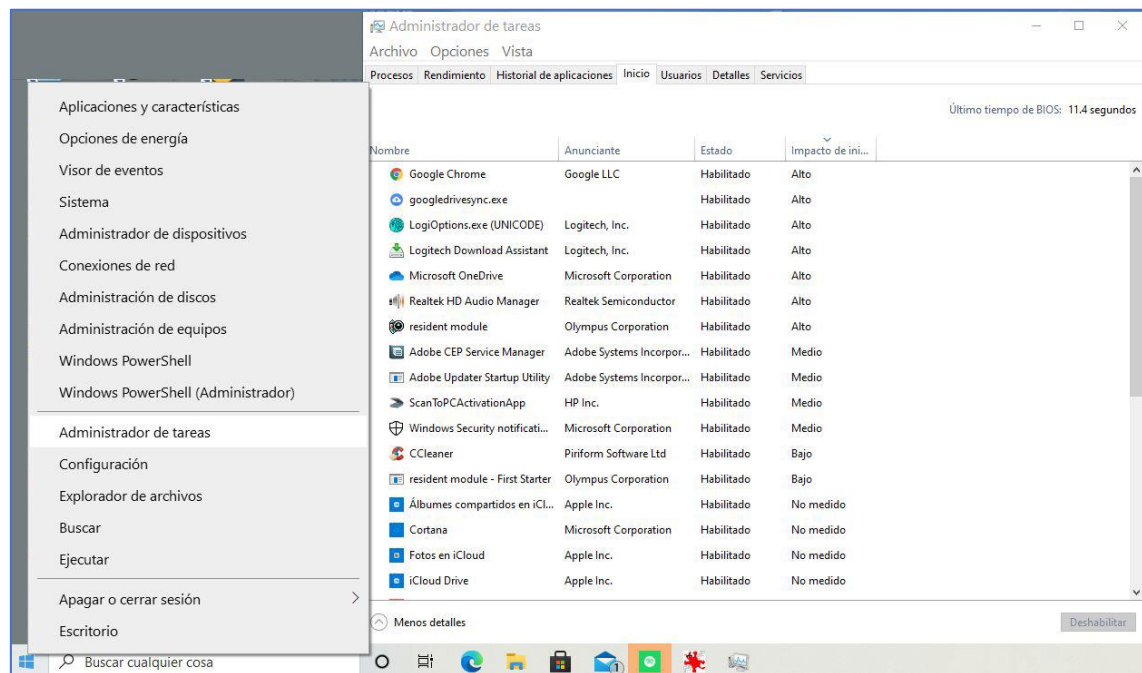 Administrador de tareas
Archivo Opciones Vista
Procesos Rendimiento Historial de aplicaciones Inicio Usuarios Detalles Servicios
Último tiempo de BIOS: 11.4 segundos
Nombre Anunciante Estado Impacto de ini...
Google Chrome Google LLC Habilitado Alto
googledrivesync.exe Habilitado Alto
LogiOptions.exe (UNICODE) Logitech, Inc. Habilitado Alto
Logitech Download Assistant Logitech, Inc. Habilitado Alto
Microsoft OneDrive Microsoft Corporation Habilitado Alto
Realtek HD Audio Manager Realtek Semiconductor Habilitado Alto
resident module Olympus Corporation Habilitado Alto
Adobe CEP Service Manager Adobe Systems Incorpor... Habilitado Medio
Adobe Updater Startup Utility Adobe Systems Incorpor... Habilitado Medio
ScanToPCActivationApp HP Inc. Habilitado Medio
Windows Security notificati... Microsoft Corporation Habilitado Medio
CCleaner Piriform Software Ltd Habilitado Bajo
resident module - First Starter Olympus Corporation Habilitado Bajo
Álbumes compartidos en iCl... Apple Inc. Habilitado No medido
Cortana Microsoft Corporation Habilitado No medido
Fotos en iCloud Apple Inc. Habilitado No medido
iCloud Drive Apple Inc. Habilitado No medido
Menos detalles Deshabilitar
Aplicaciones y características
Opciones de energía
Visor de eventos
Sistema
Administrador de dispositivos
Conexiones de red
Administración de discos
Administración de equipos
Windows PowerShell
Windows PowerShell (Administrador)
Administrador de tareas
Configuración
Explorador de archivos
Buscar
Ejecutar
Apagar o cerrar sesión
Escritorio
Buscar cualquier cosa
1